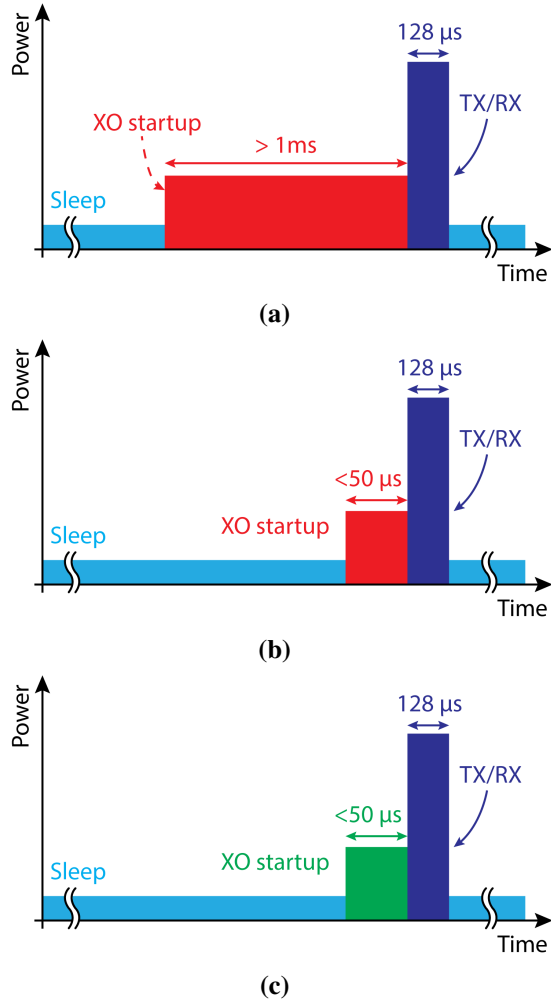 Power
128 μs
XO startup
TX/RX
> 1ms
Sleep
Time
(a)
Power
128 μs
TX/RX
<50 μs
XO startup
Sleep
Time
(b)
Power
128 μs
TX/RX
<50 μs
XO startup
Sleep
Time
(c)